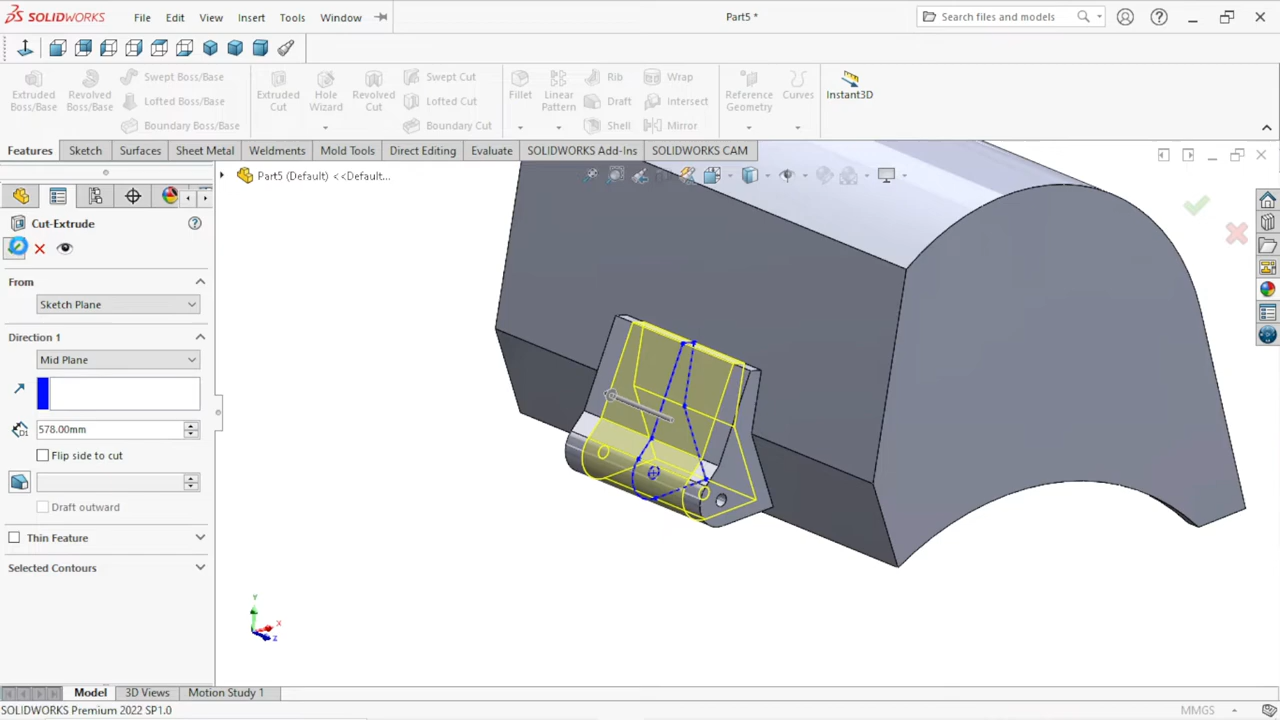 SOLIDWORKS File Edit View Insert Tools Window Part5 * Search files and models
Extruded Boss/Base Revolved Boss/Base Swept Boss/Base Lofted Boss/Base Boundary Boss/Base Extruded Cut Hole Wizard Revolved Cut Swept Cut Lofted Cut Boundary Cut Fillet Linear Pattern Rib Draft Shell Wrap Intersect Mirror Reference Geometry Curves Instant3D
Features Sketch Surfaces Sheet Metal Weldments Mold Tools Direct Editing Evaluate SOLIDWORKS Add-Ins SOLIDWORKS CAM
Part5 (Default) <<Default...
Cut-Extrude
From
Sketch Plane
Direction 1
Mid Plane
D1 578.00mm
Flip side to cut
Draft outward
Thin Feature
Selected Contours
Y
X
Z
Model 3D Views Motion Study 1
SOLIDWORKS Premium 2022 SP1.0 MMGS